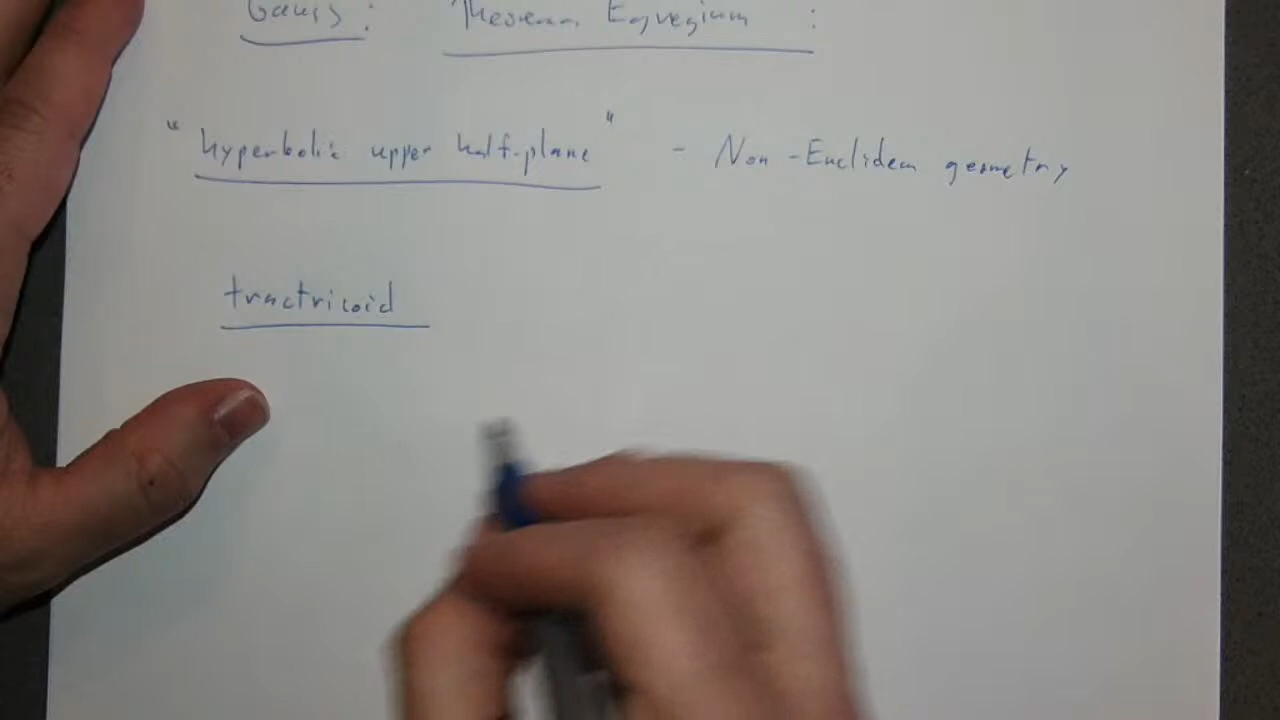 Gauss: Theorema Egregium :
"hyperbolic upper half-plane" - Non-Euclidean geometry
tractricoid